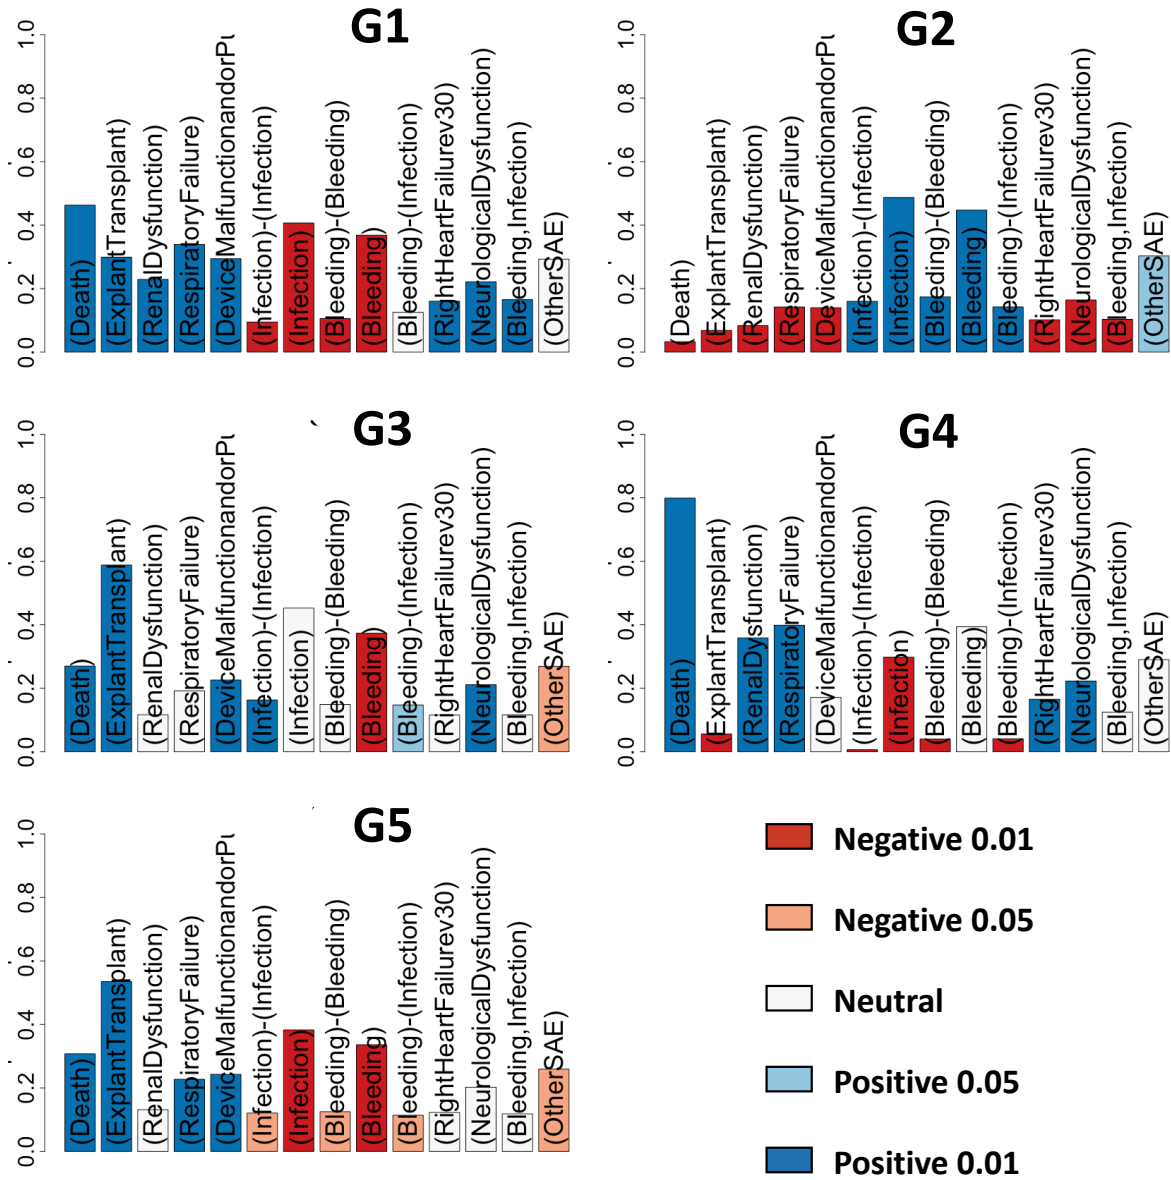 G1
1.0
0.8
0.6
0.4
0.2
0.0
(Death)
(ExplantTransplant)
(RenalDysfunction)
(RespiratoryFailure)
(DeviceMalfunctionandorPu
(Infection)-(Infection)
(Infection)
(Bleeding)-(Bleeding)
(Bleeding)
(Bleeding)-(Infection)
(RightHeartFailurev30)
(NeurologicalDysfunction)
(Bleeding,Infection)
(OtherSAE)
G2
1.0
0.8
0.6
0.4
0.2
0.0
(Death)
(ExplantTransplant)
(RenalDysfunction)
(RespiratoryFailure)
(DeviceMalfunctionandorPu
(Infection)-(Infection)
(Infection)
(Bleeding)-(Bleeding)
(Bleeding)
(Bleeding)-(Infection)
(RightHeartFailurev30)
(NeurologicalDysfunction)
(Bleeding,Infection)
(OtherSAE)
G3
1.0
0.8
0.6
0.4
0.2
0.0
(Death)
(ExplantTransplant)
(RenalDysfunction)
(RespiratoryFailure)
(DeviceMalfunctionandorPu
(Infection)-(Infection)
(Infection)
(Bleeding)-(Bleeding)
(Bleeding)
(Bleeding)-(Infection)
(RightHeartFailurev30)
(NeurologicalDysfunction)
(Bleeding,Infection)
(OtherSAE)
G4
1.0
0.8
0.6
0.4
0.2
0.0
(Death)
(ExplantTransplant)
(RenalDysfunction)
(RespiratoryFailure)
(DeviceMalfunctionandorPu
(Infection)-(Infection)
(Infection)
(Bleeding)-(Bleeding)
(Bleeding)
(Bleeding)-(Infection)
(RightHeartFailurev30)
(NeurologicalDysfunction)
(Bleeding,Infection)
(OtherSAE)
G5
1.0
0.8
0.6
0.4
0.2
0.0
(Death)
(ExplantTransplant)
(RenalDysfunction)
(RespiratoryFailure)
(DeviceMalfunctionandorPu
(Infection)-(Infection)
(Infection)
(Bleeding)-(Bleeding)
(Bleeding)
(Bleeding)-(Infection)
(RightHeartFailurev30)
(NeurologicalDysfunction)
(Bleeding,Infection)
(OtherSAE)
Negative 0.01
Negative 0.05
Neutral
Positive 0.05
Positive 0.01